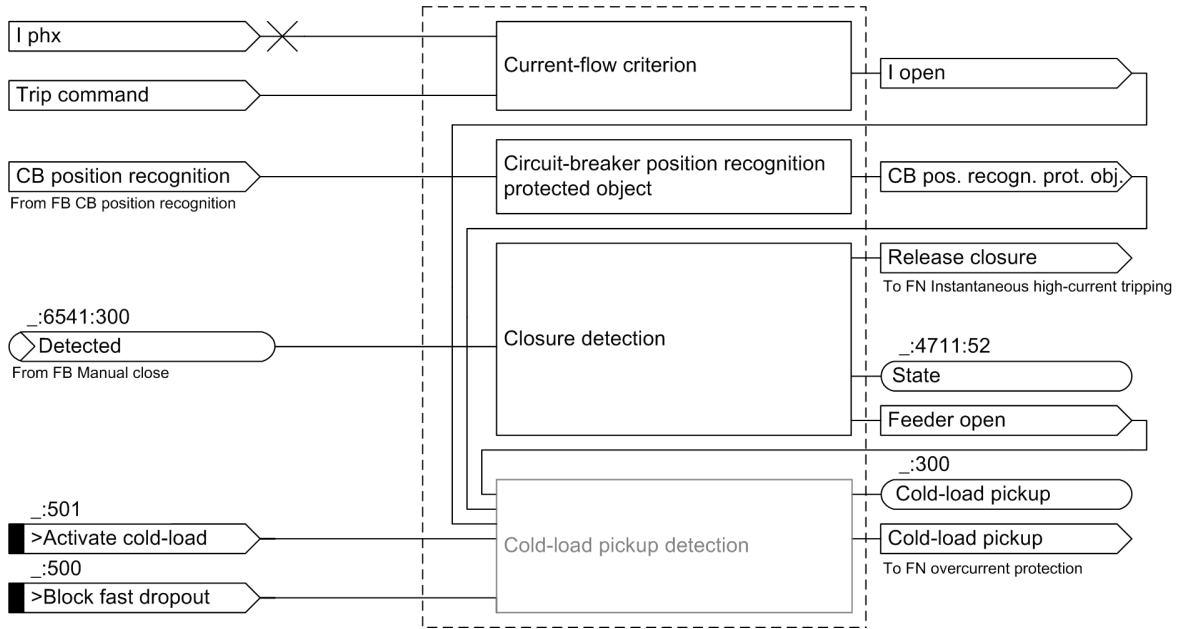 I phx
Trip command
Current-flow criterion
I open
CB position recognition
From FB CB position recognition
Circuit-breaker position recognition
protected object
CB pos. recogn. prot. obj.
Release closure
To FN Instantaneous high-current tripping
_:6541:300
Detected
From FB Manual close
Closure detection
_:4711:52
State
Feeder open
_:300
Cold-load pickup
_:501
>Activate cold-load
_:500
>Block fast dropout
Cold-load pickup detection
Cold-load pickup
To FN overcurrent protection